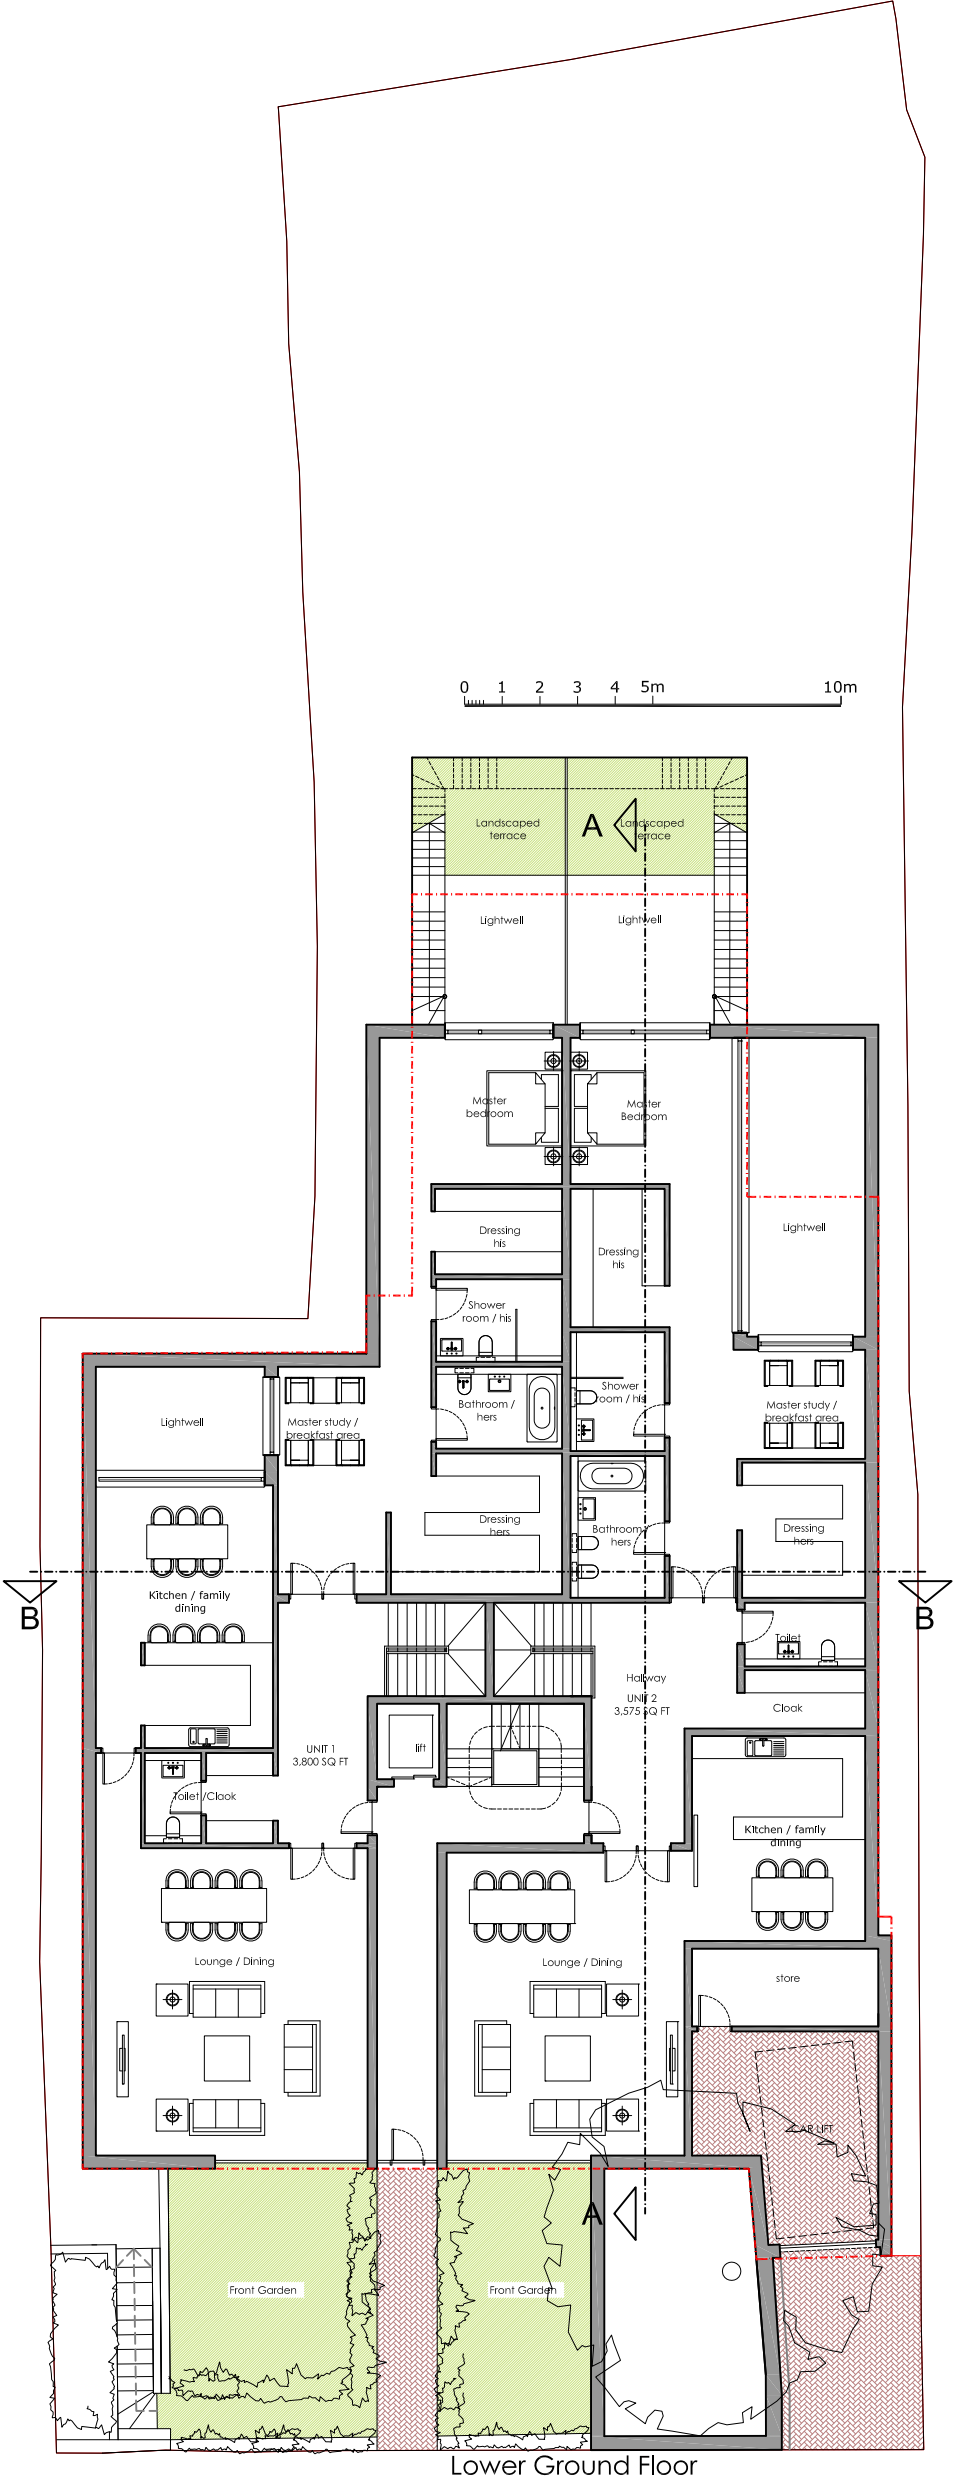 0 1 2 3 4 5m 10m
Landscaped
terrace
A
Landscaped
terrace
Lightwell
Lightwell
Master
bedroom
Master
Bedroom
Dressing
his
Dressing
his
Lightwell
Shower
room / his
Shower
room / his
Bathroom /
hers
Master study /
breakfast area
Lightwell
Master study /
breakfast area
Dressing
hers
Bathroom
hers
Dressing
hers
Kitchen / family
dining
B
B
Toilet
Hallway
UNIT 2
3,575 SQ FT
Cloak
UNIT 1
3,800 SQ FT
lift
Toilet /Claok
Kitchen / family
dining
Lounge / Dining
Lounge / Dining
store
CAR LIFT
A
Front Garden
Front Garden
Lower Ground Floor